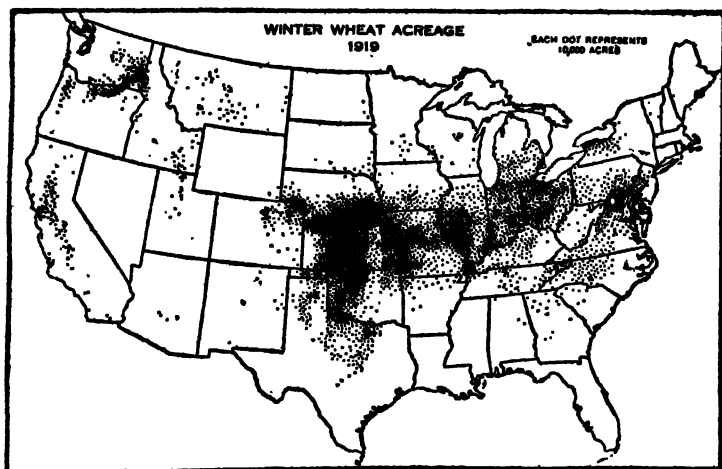 WINTER WHEAT ACREAGE
1919
EACH DOT REPRESENTS
10,000 ACRES